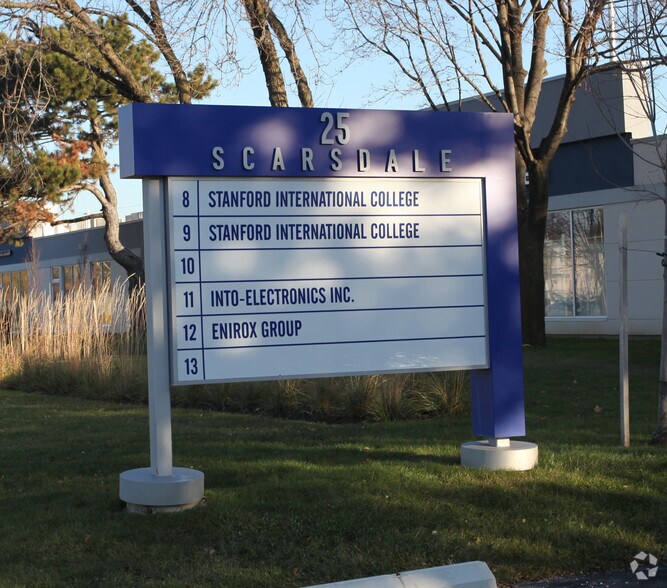 25
SCARSDALE
8 STANFORD INTERNATIONAL COLLEGE
9 STANFORD INTERNATIONAL COLLEGE
10
11 INTO-ELECTRONICS INC.
12 ENIROX GROUP
13